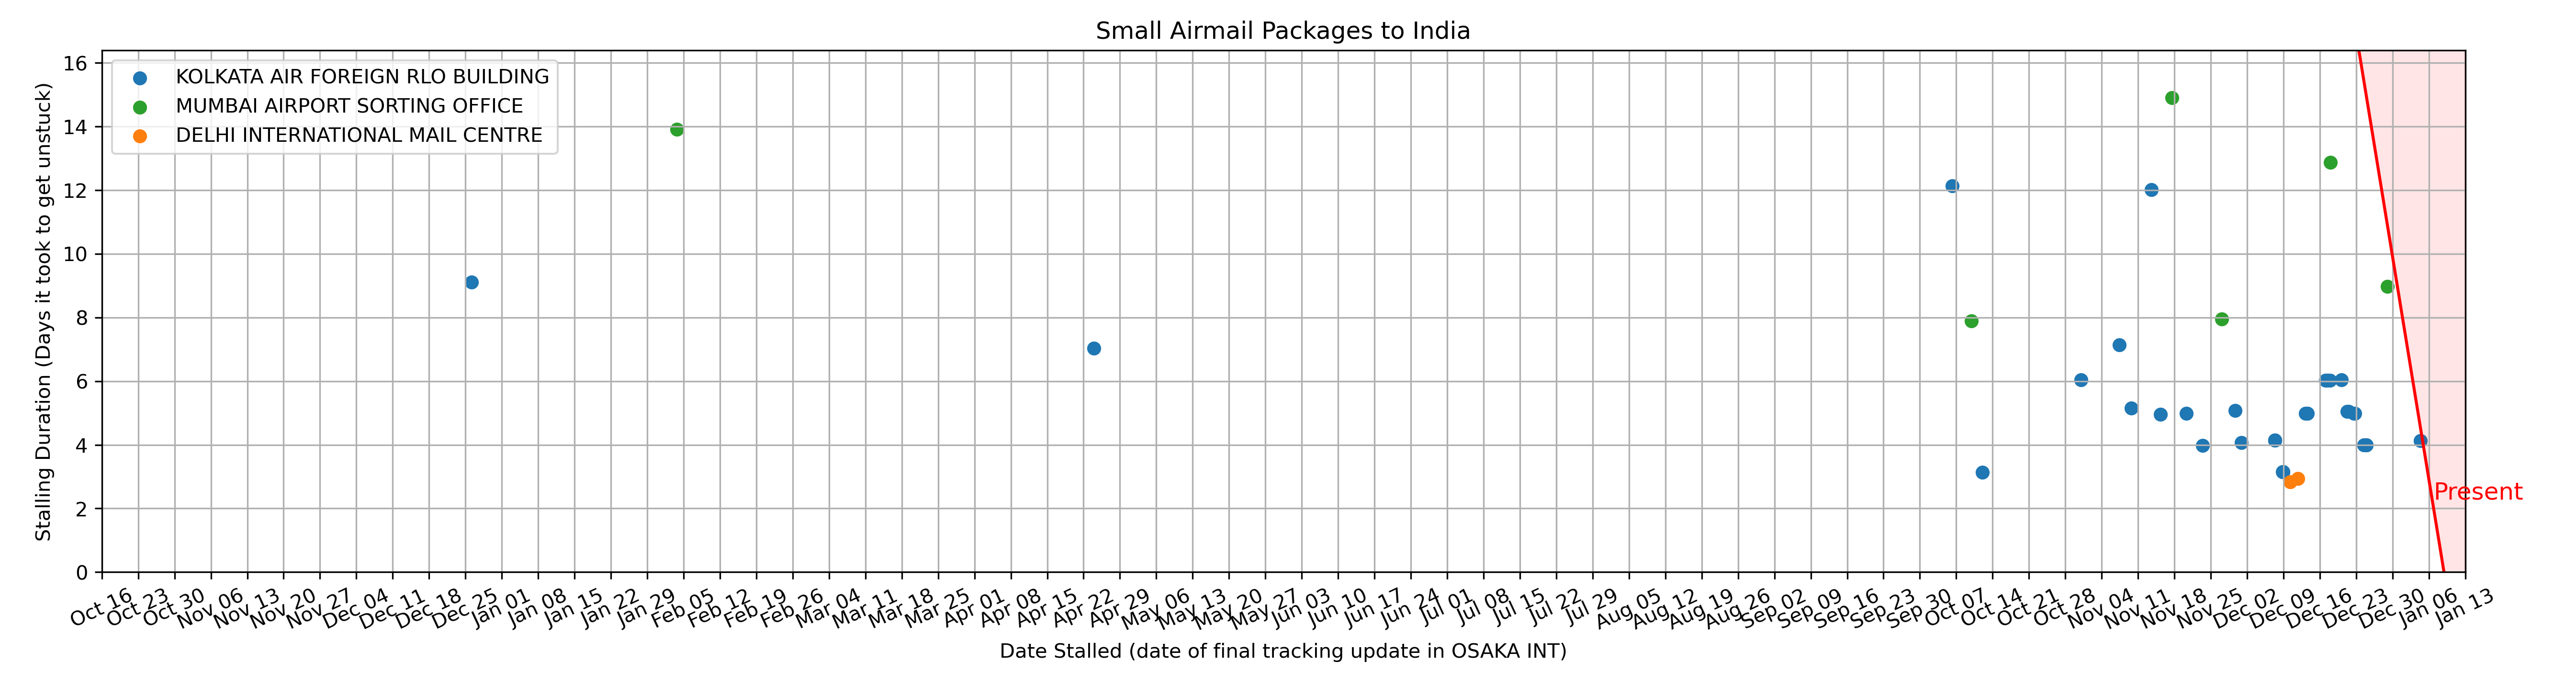 Small Airmail Packages to India
KOLKATA AIR FOREIGN RLO BUILDING
MUMBAI AIRPORT SORTING OFFICE
DELHI INTERNATIONAL MAIL CENTRE
Stalling Duration (Days it took to get unstuck)
16
14
12
10
8
6
4
2
0
Present
Oct 16
Oct 23
Oct 30
Nov 06
Nov 13
Nov 20
Nov 27
Dec 04
Dec 11
Dec 18
Dec 25
Jan 01
Jan 08
Jan 15
Jan 22
Jan 29
Feb 05
Feb 12
Feb 19
Feb 26
Mar 04
Mar 11
Mar 18
Mar 25
Apr 01
Apr 08
Apr 15
Apr 22
Apr 29
May 06
May 13
May 20
May 27
Jun 03
Jun 10
Jun 17
Jun 24
Jul 01
Jul 08
Jul 15
Jul 22
Jul 29
Aug 05
Aug 12
Aug 19
Aug 26
Sep 02
Sep 09
Sep 16
Sep 23
Sep 30
Oct 07
Oct 14
Oct 21
Oct 28
Nov 04
Nov 11
Nov 18
Nov 25
Dec 02
Dec 09
Dec 16
Dec 23
Dec 30
Jan 06
Jan 13
Date Stalled (date of final tracking update in OSAKA INT)